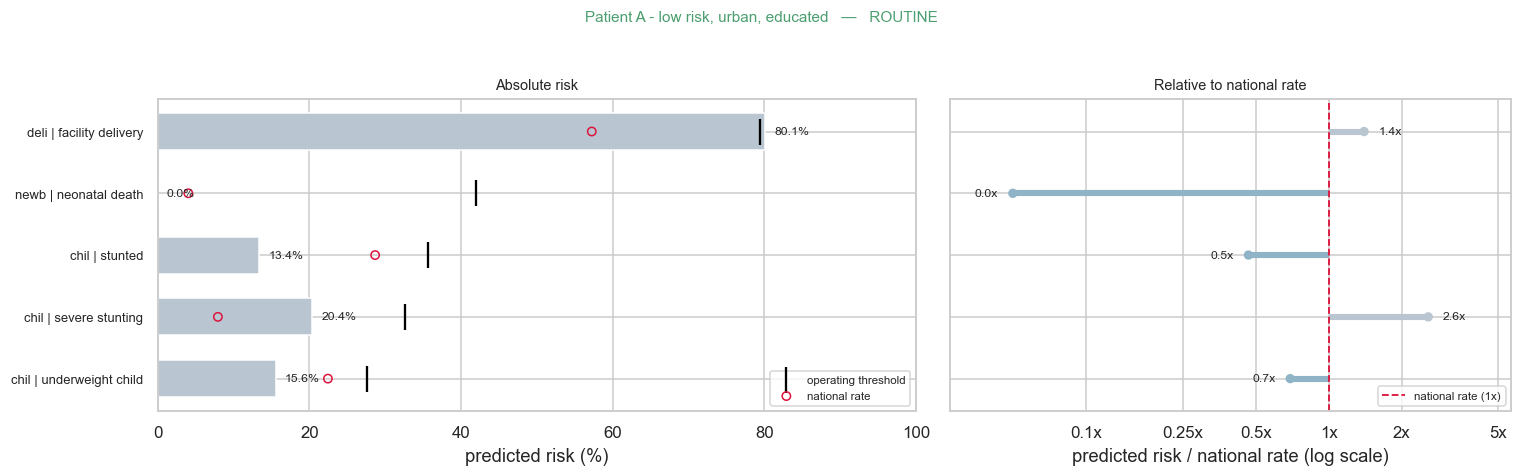 Patient A - low risk, urban, educated — ROUTINE
Absolute risk
deli | facility delivery
80.1%
newb | neonatal death
0.0%
chil | stunted
13.4%
chil | severe stunting
20.4%
chil | underweight child
15.6%
operating threshold
national rate
0 20 40 60 80 100
predicted risk (%)
Relative to national rate
1.4x
0.0x
0.5x
2.6x
0.7x
national rate (1x)
0.1x 0.25x 0.5x 1x 2x 5x
predicted risk / national rate (log scale)